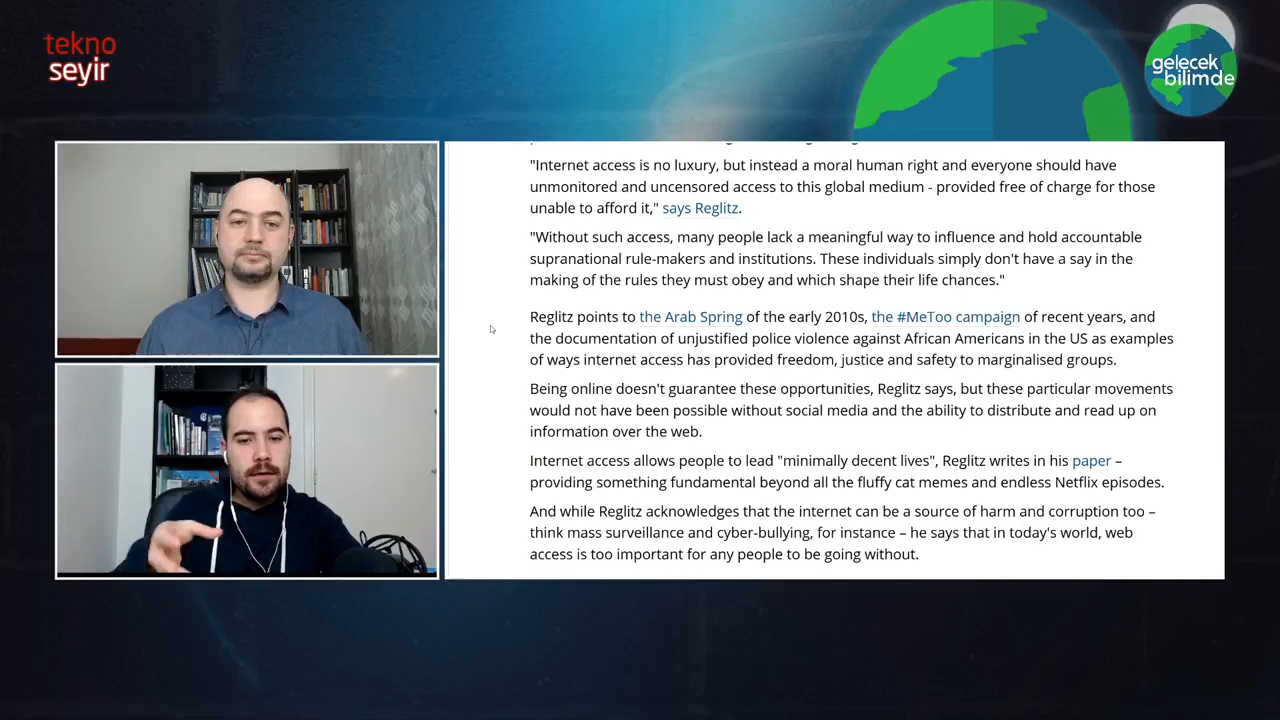 tekno
seyir
gelecek
bilimde
"Internet access is no luxury, but instead a moral human right and everyone should have
unmonitored and uncensored access to this global medium - provided free of charge for those
unable to afford it," says Reglitz.
"Without such access, many people lack a meaningful way to influence and hold accountable
supranational rule-makers and institutions. These individuals simply don't have a say in the
making of the rules they must obey and which shape their life chances."
Reglitz points to the Arab Spring of the early 2010s, the #MeToo campaign of recent years, and
the documentation of unjustified police violence against African Americans in the US as examples
of ways internet access has provided freedom, justice and safety to marginalised groups.
Being online doesn't guarantee these opportunities, Reglitz says, but these particular movements
would not have been possible without social media and the ability to distribute and read up on
information over the web.
Internet access allows people to lead "minimally decent lives", Reglitz writes in his paper –
providing something fundamental beyond all the fluffy cat memes and endless Netflix episodes.
And while Reglitz acknowledges that the internet can be a source of harm and corruption too –
think mass surveillance and cyber-bullying, for instance – he says that in today's world, web
access is too important for any people to be going without.